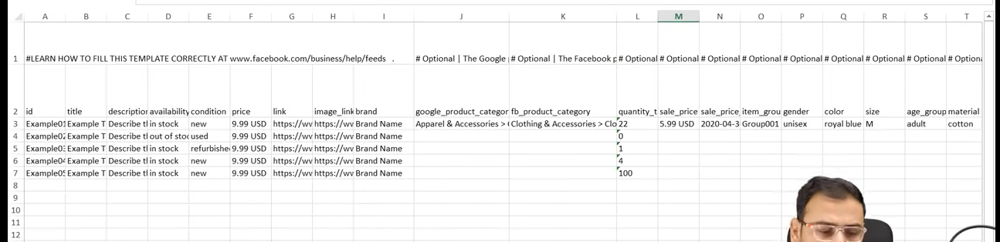 A B C D E F G H I J K L M N O P Q R S T
1 #LEARN HOW TO FILL THIS TEMPLATE CORRECTLY AT www.facebook.com/business/help/feeds . # Optional | The Google # Optional | The Facebook p # Optional # Optional # Optional # Optional # Optional # Optional # Optional # Optional # Optiona
2 id title description availability condition price link image_link brand google_product_categor fb_product_category quantity_t sale_price sale_price_ item_grou gender color size age_group material
3 Example01 Example T Describe tl in stock new 9.99 USD https://wv https://wv Brand Name Apparel & Accessories > Clothing & Accessories > Clo 22 5.99 USD 2020-04-3 Group001 unisex royal blue M adult cotton
4 Example02 Example T Describe tl out of stoc used 9.99 USD https://wv https://wv Brand Name 0
5 Example03 Example T Describe tl in stock refurbishe 9.99 USD https://wv https://wv Brand Name 1
6 Example04 Example T Describe tl in stock new 9.99 USD https://wv https://wv Brand Name 4
7 Example05 Example T Describe tl in stock new 9.99 USD https://wv https://wv Brand Name 100
8
9
10
11
12